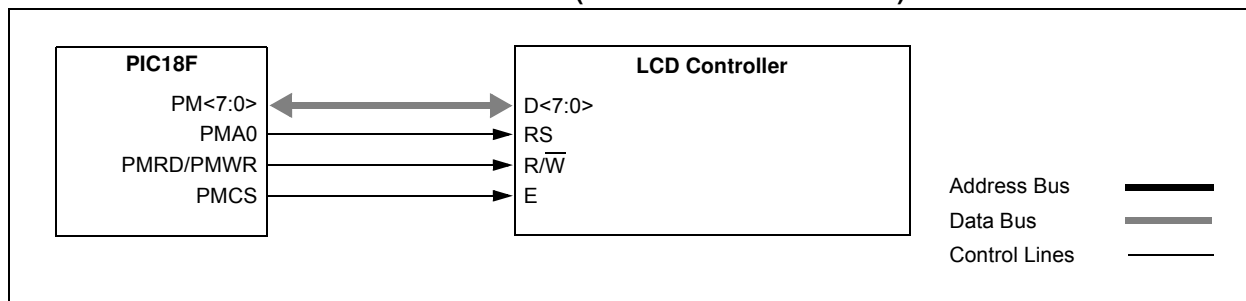 PIC18F
LCD Controller
PM<7:0>
D<7:0>
PMA0
RS
PMRD/PMWR
R/W̅
PMCS
E
Address Bus
Data Bus
Control Lines